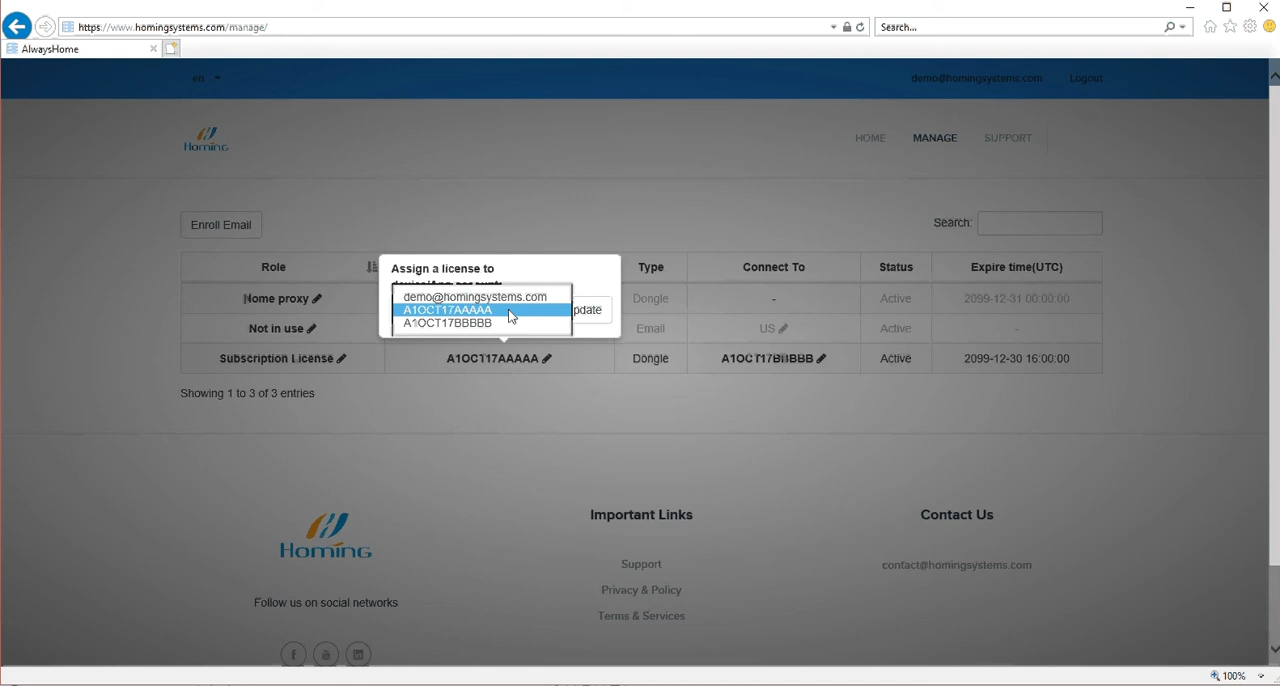 https://www.homingsystems.com/manage/
Search...
AlwaysHome
en
demo@homingsystems.com
Logout
Homing
HOME
MANAGE
SUPPORT
Enroll Email
Search:
Role
Type
Connect To
Status
Expire time(UTC)
Assign a license to
demo@homingsystems.com
A1OCT17AAAAA
A1OCT17BBBBB
pdate
Home proxy
Dongle
-
Active
2099-12-31 00:00:00
Not in use
Email
US
Active
-
Subscription License
A1OCT17AAAAA
Dongle
A1OCT17BBBBB
Active
2099-12-30 16:00:00
Showing 1 to 3 of 3 entries
Homing
Follow us on social networks
Important Links
Support
Privacy & Policy
Terms & Services
Contact Us
contact@homingsystems.com
100%